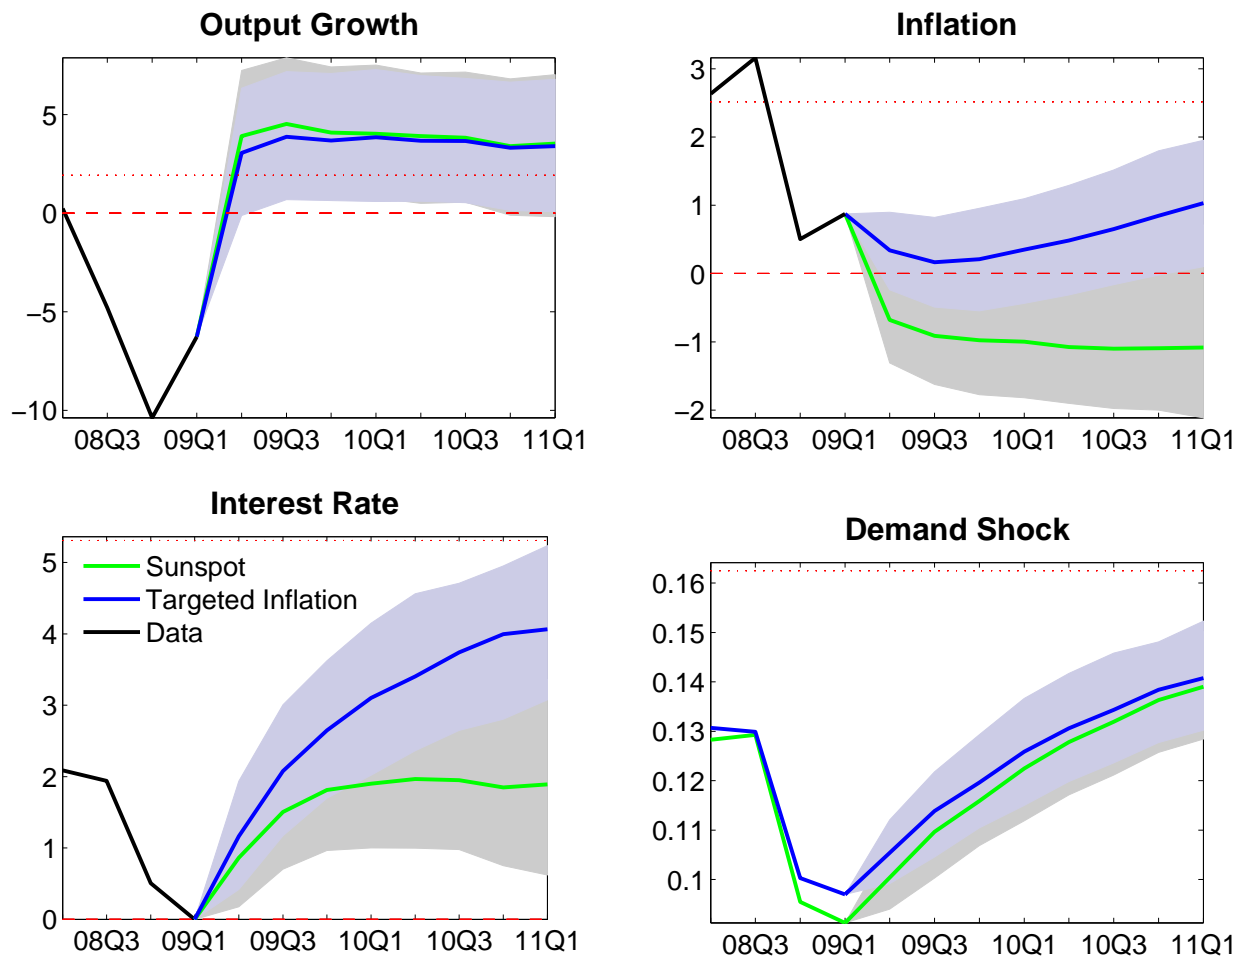 Output Growth
5
0
−5
−10
08Q3 09Q1 09Q3 10Q1 10Q3 11Q1
Inflation
3
2
1
0
−1
−2
08Q3 09Q1 09Q3 10Q1 10Q3 11Q1
Interest Rate
5
4
3
2
1
0
Sunspot
Targeted Inflation
Data
08Q3 09Q1 09Q3 10Q1 10Q3 11Q1
Demand Shock
0.16
0.15
0.14
0.13
0.12
0.11
0.1
08Q3 09Q1 09Q3 10Q1 10Q3 11Q1